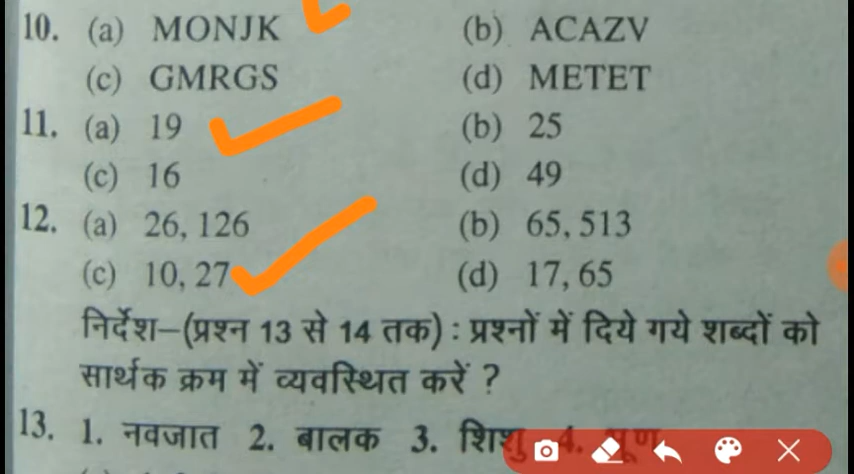 10. (a) MONJK (b) ACAZV
(c) GMRGS (d) METET
11. (a) 19 (b) 25
(c) 16 (d) 49
12. (a) 26, 126 (b) 65, 513
(c) 10, 27 (d) 17, 65
निर्देश–(प्रश्न 13 से 14 तक) : प्रश्नों में दिये गये शब्दों को
सार्थक क्रम में व्यवस्थित करें ?
13. 1. नवजात 2. बालक 3. शिशु 4. भ्रूण